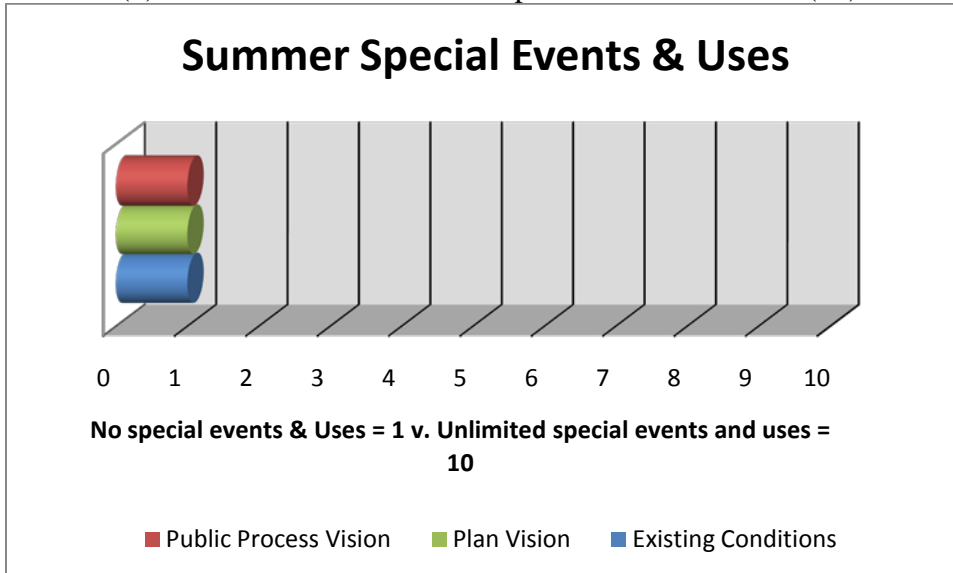 Summer Special Events & Uses
0 1 2 3 4 5 6 7 8 9 10
No special events & Uses = 1 v. Unlimited special events and uses =
10
Public Process Vision Plan Vision Existing Conditions